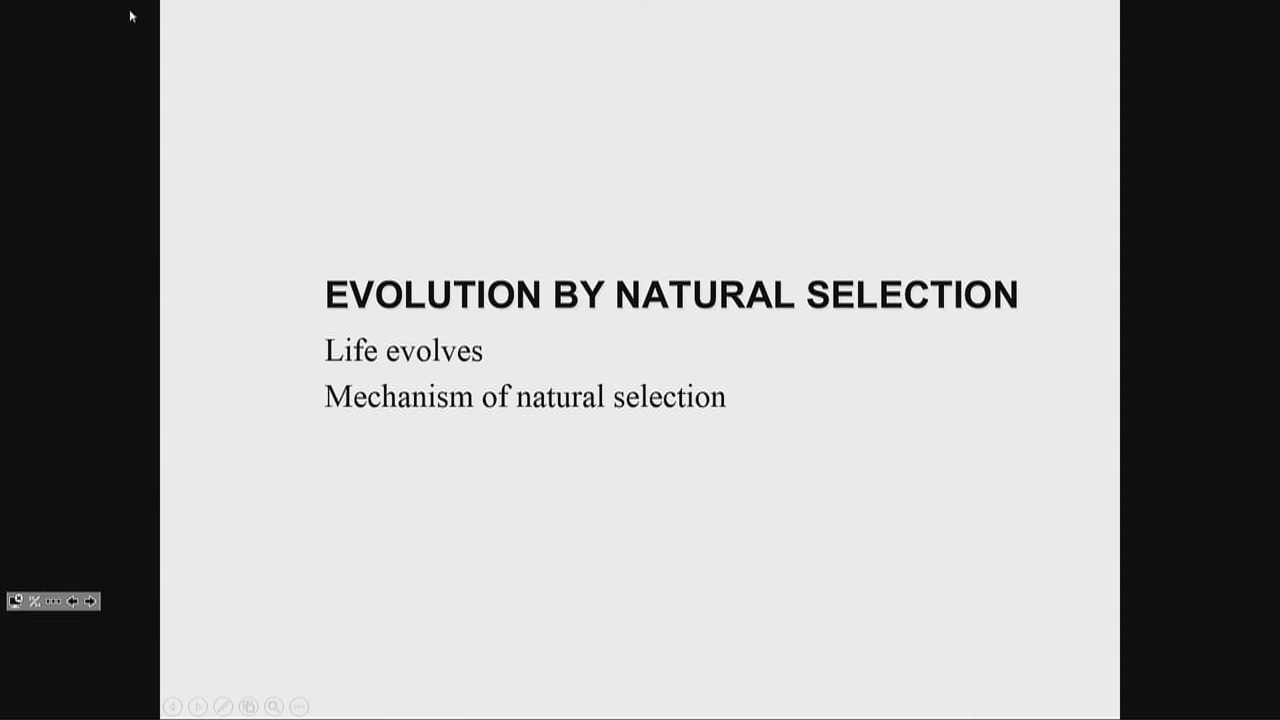 EVOLUTION BY NATURAL SELECTION
Life evolves
Mechanism of natural selection